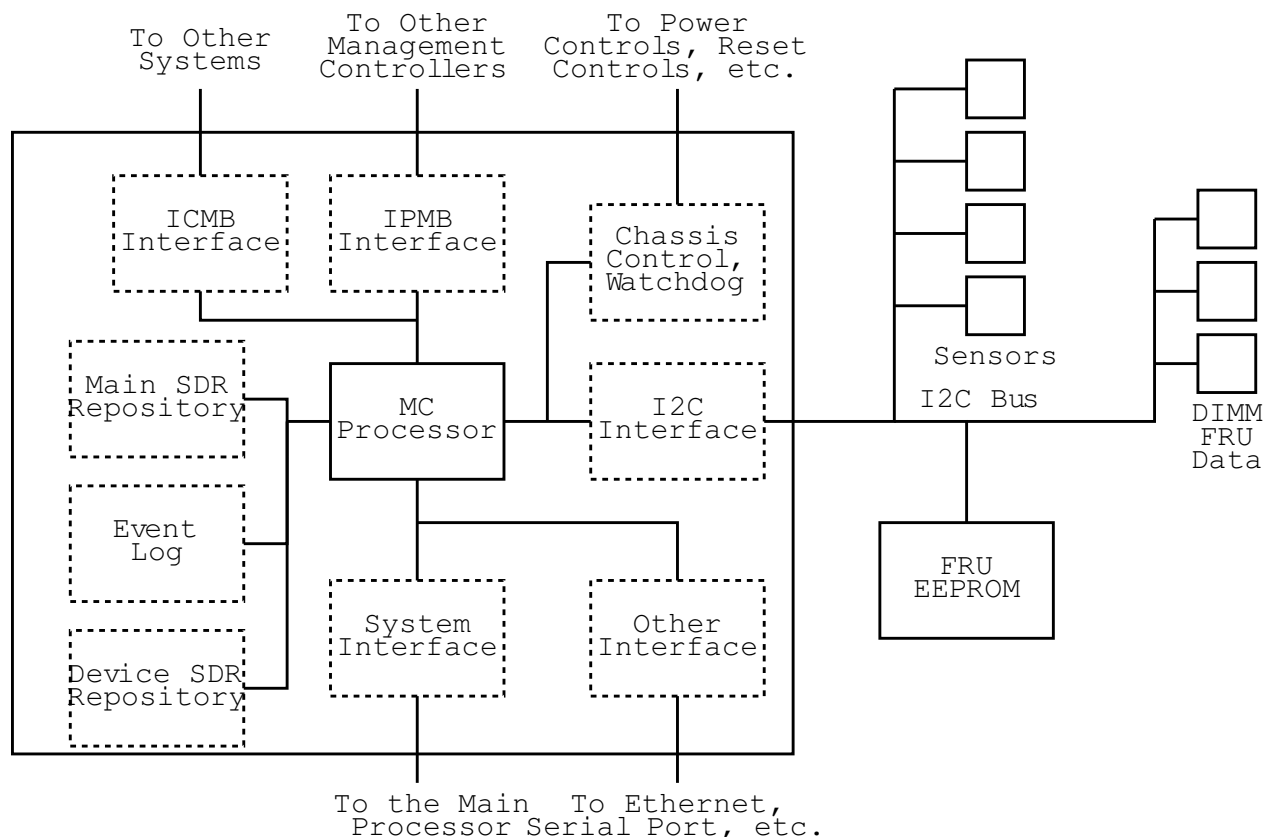 To Other
Systems
To Other
Management
Controllers
To Power
Controls, Reset
Controls, etc.
ICMB
Interface
IPMB
Interface
Chassis
Control,
Watchdog
Main SDR
Repository
MC
Processor
I2C
Interface
Sensors
I2C Bus
DIMM
FRU
Data
Event
Log
FRU
EEPROM
Device SDR
Repository
System
Interface
Other
Interface
To the Main
Processor
To Ethernet,
Serial Port, etc.